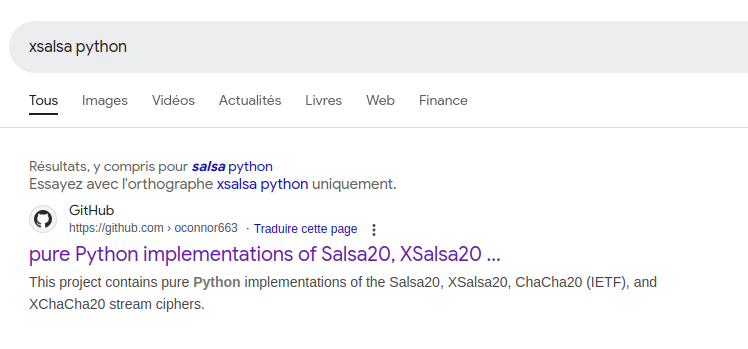 xsalsa python
Tous Images Vidéos Actualités Livres Web Finance
Résultats, y compris pour salsa python
Essayez avec l'orthographe xsalsa python uniquement.
GitHub
https://github.com › oconnor663 · Traduire cette page
pure Python implementations of Salsa20, XSalsa20 ...
This project contains pure Python implementations of the Salsa20, XSalsa20, ChaCha20 (IETF), and
XChaCha20 stream ciphers.